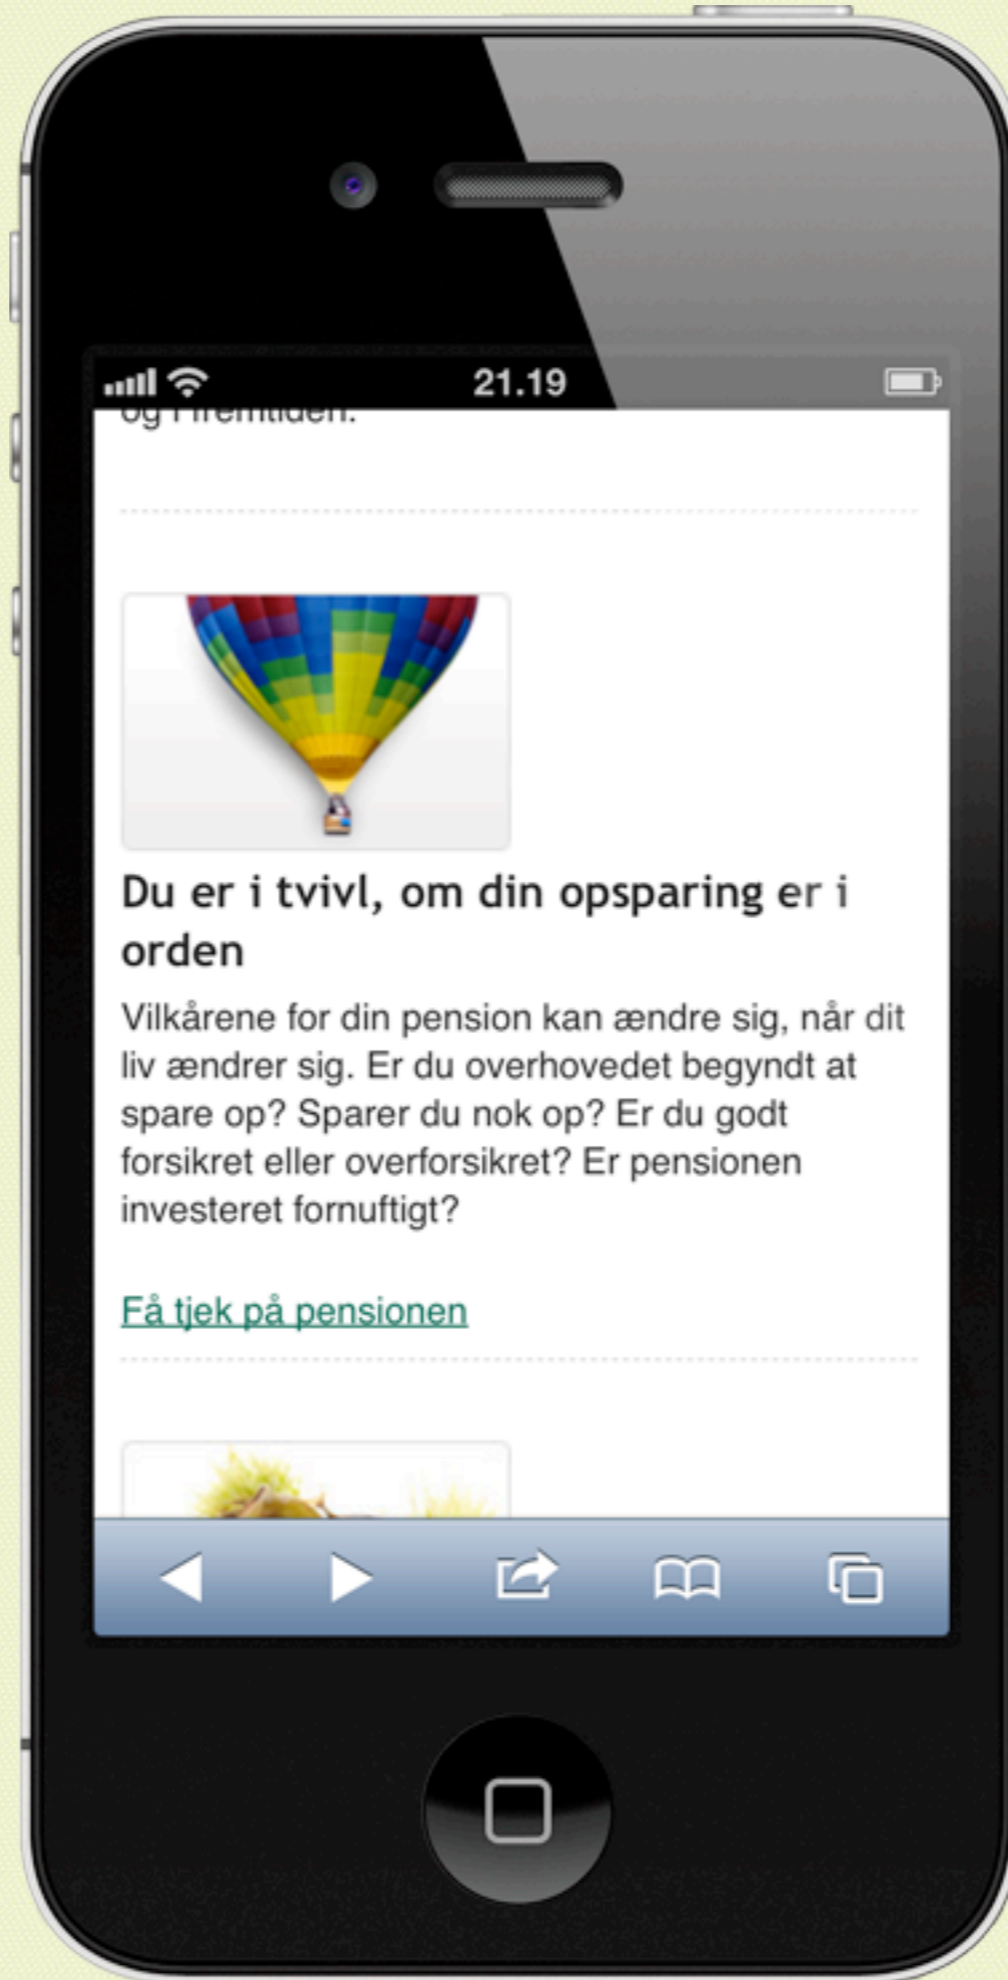 21.19
og i fremtiden.
Du er i tvivl, om din opsparing er i
orden
Vilkårene for din pension kan ændre sig, når dit
liv ændrer sig. Er du overhovedet begyndt at
spare op? Sparer du nok op? Er du godt
forsikret eller overforsikret? Er pensionen
investeret fornuftigt?
Få tjek på pensionen